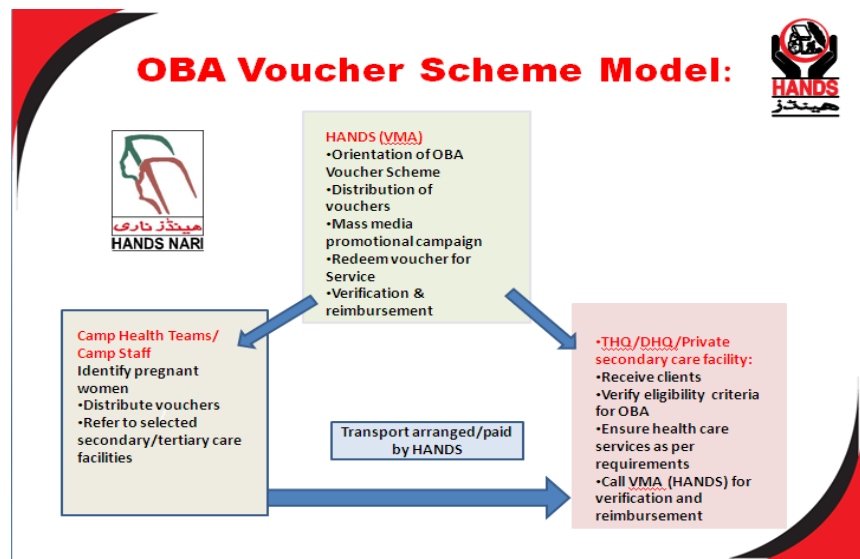 OBA Voucher Scheme Model:
HANDS
ھینڈز
ھینڈز ناری
HANDS NARI
HANDS (VMA)
•Orientation of OBA
Voucher Scheme
•Distribution of
vouchers
•Mass media
promotional campaign
•Redeem voucher for
Service
•Verification &
reimbursement
Camp Health Teams/
Camp Staff
Identify pregnant
women
•Distribute vouchers
•Refer to selected
secondary/tertiary care
facilities
Transport arranged/paid
by HANDS
•THQ/DHQ/Private
secondary care facility:
•Receive clients
•Verify eligibility criteria
for OBA
•Ensure health care
services as per
requirements
•Call VMA (HANDS) for
verification and
reimbursement